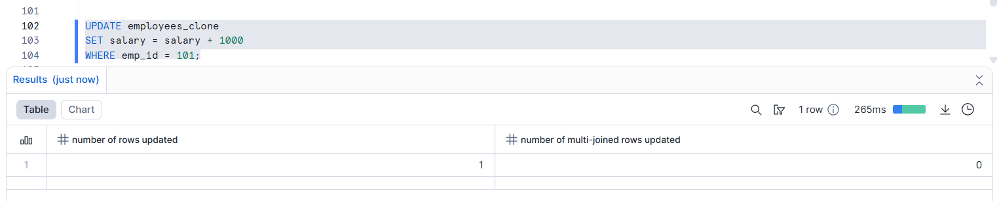 101
102 UPDATE employees_clone
103 SET salary = salary + 1000
104 WHERE emp_id = 101;
Results (just now)
Table Chart 1 row 265ms
number of rows updated number of multi-joined rows updated
1 1 0